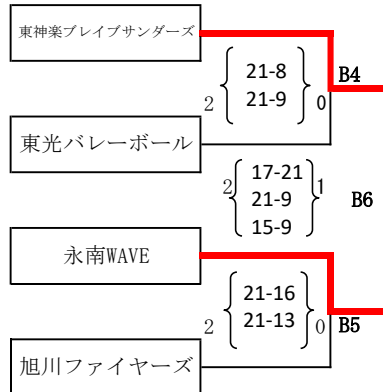 東神楽ブレイブサンダーズ
2 { 21-8 21-9 } 0 B4
東光バレーボール
2 { 17-21 21-9 15-9 } 1 B6
永南WAVE
2 { 21-16 21-13 } 0 B5
旭川ファイヤーズ